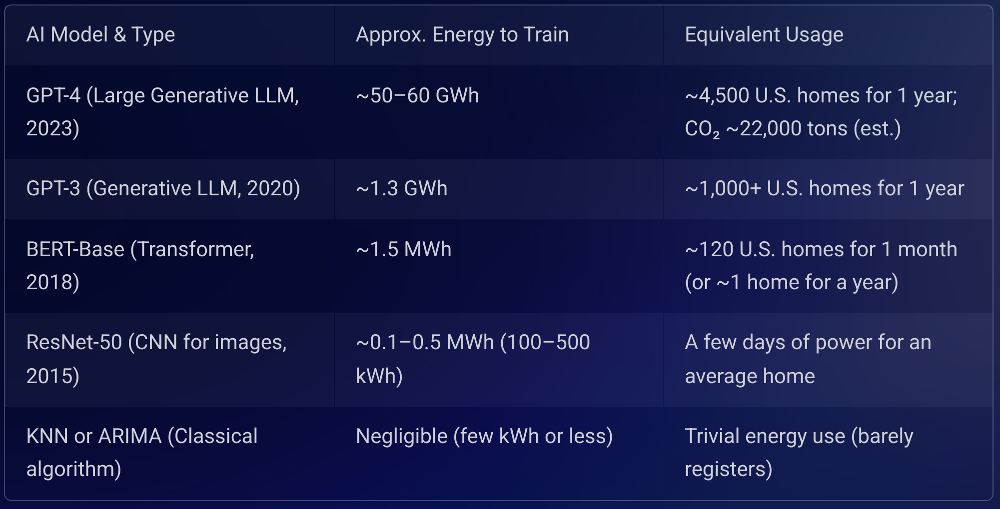 AI Model & Type
Approx. Energy to Train
Equivalent Usage
GPT-4 (Large Generative LLM,
2023)
~50–60 GWh
~4,500 U.S. homes for 1 year;
CO₂ ~22,000 tons (est.)
GPT-3 (Generative LLM, 2020)
~1.3 GWh
~1,000+ U.S. homes for 1 year
BERT-Base (Transformer,
2018)
~1.5 MWh
~120 U.S. homes for 1 month
(or ~1 home for a year)
ResNet-50 (CNN for images,
2015)
~0.1–0.5 MWh (100–500
kWh)
A few days of power for an
average home
KNN or ARIMA (Classical
algorithm)
Negligible (few kWh or less)
Trivial energy use (barely
registers)